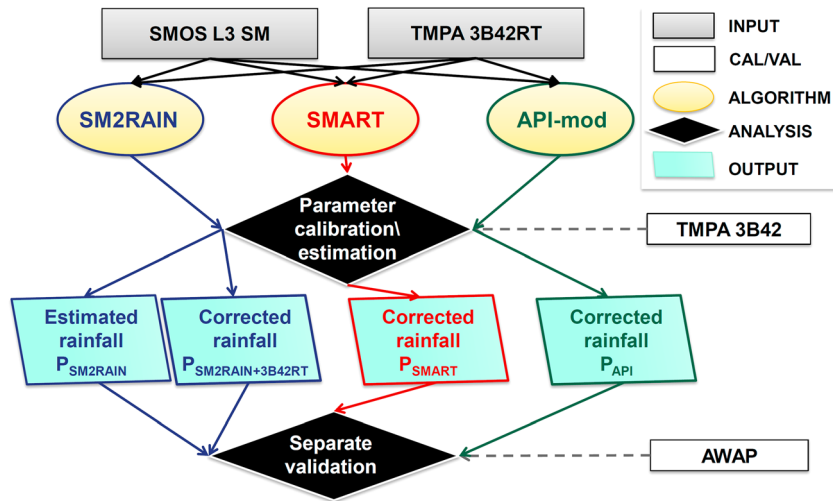 SMOS L3 SM
TMPA 3B42RT
INPUT
CAL/VAL
ALGORITHM
ANALYSIS
OUTPUT
SM2RAIN
SMART
API-mod
Parameter
calibration\
estimation
TMPA 3B42
Estimated
rainfall
PSM2RAIN
Corrected
rainfall
PSM2RAIN+3B42RT
Corrected
rainfall
PSMART
Corrected
rainfall
PAPI
Separate
validation
AWAP